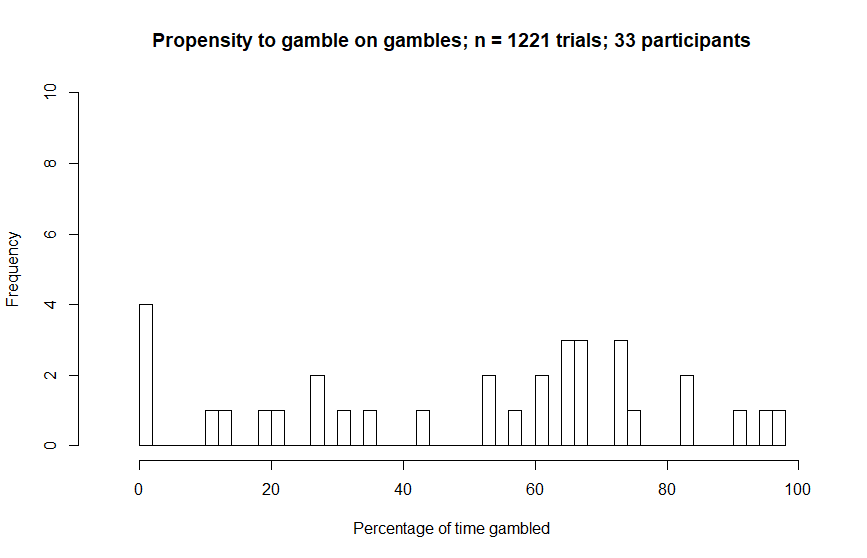 Propensity to gamble on gambles; n = 1221 trials; 33 participants
Frequency
10
8
6
4
2
0
0 20 40 60 80 100
Percentage of time gambled